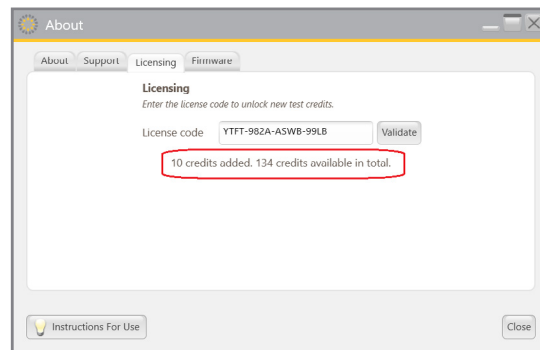 About
About Support Licensing Firmware
Licensing
Enter the license code to unlock new test credits.
License code YTFT-982A-ASWB-99LB Validate
10 credits added. 134 credits available in total.
Instructions For Use Close